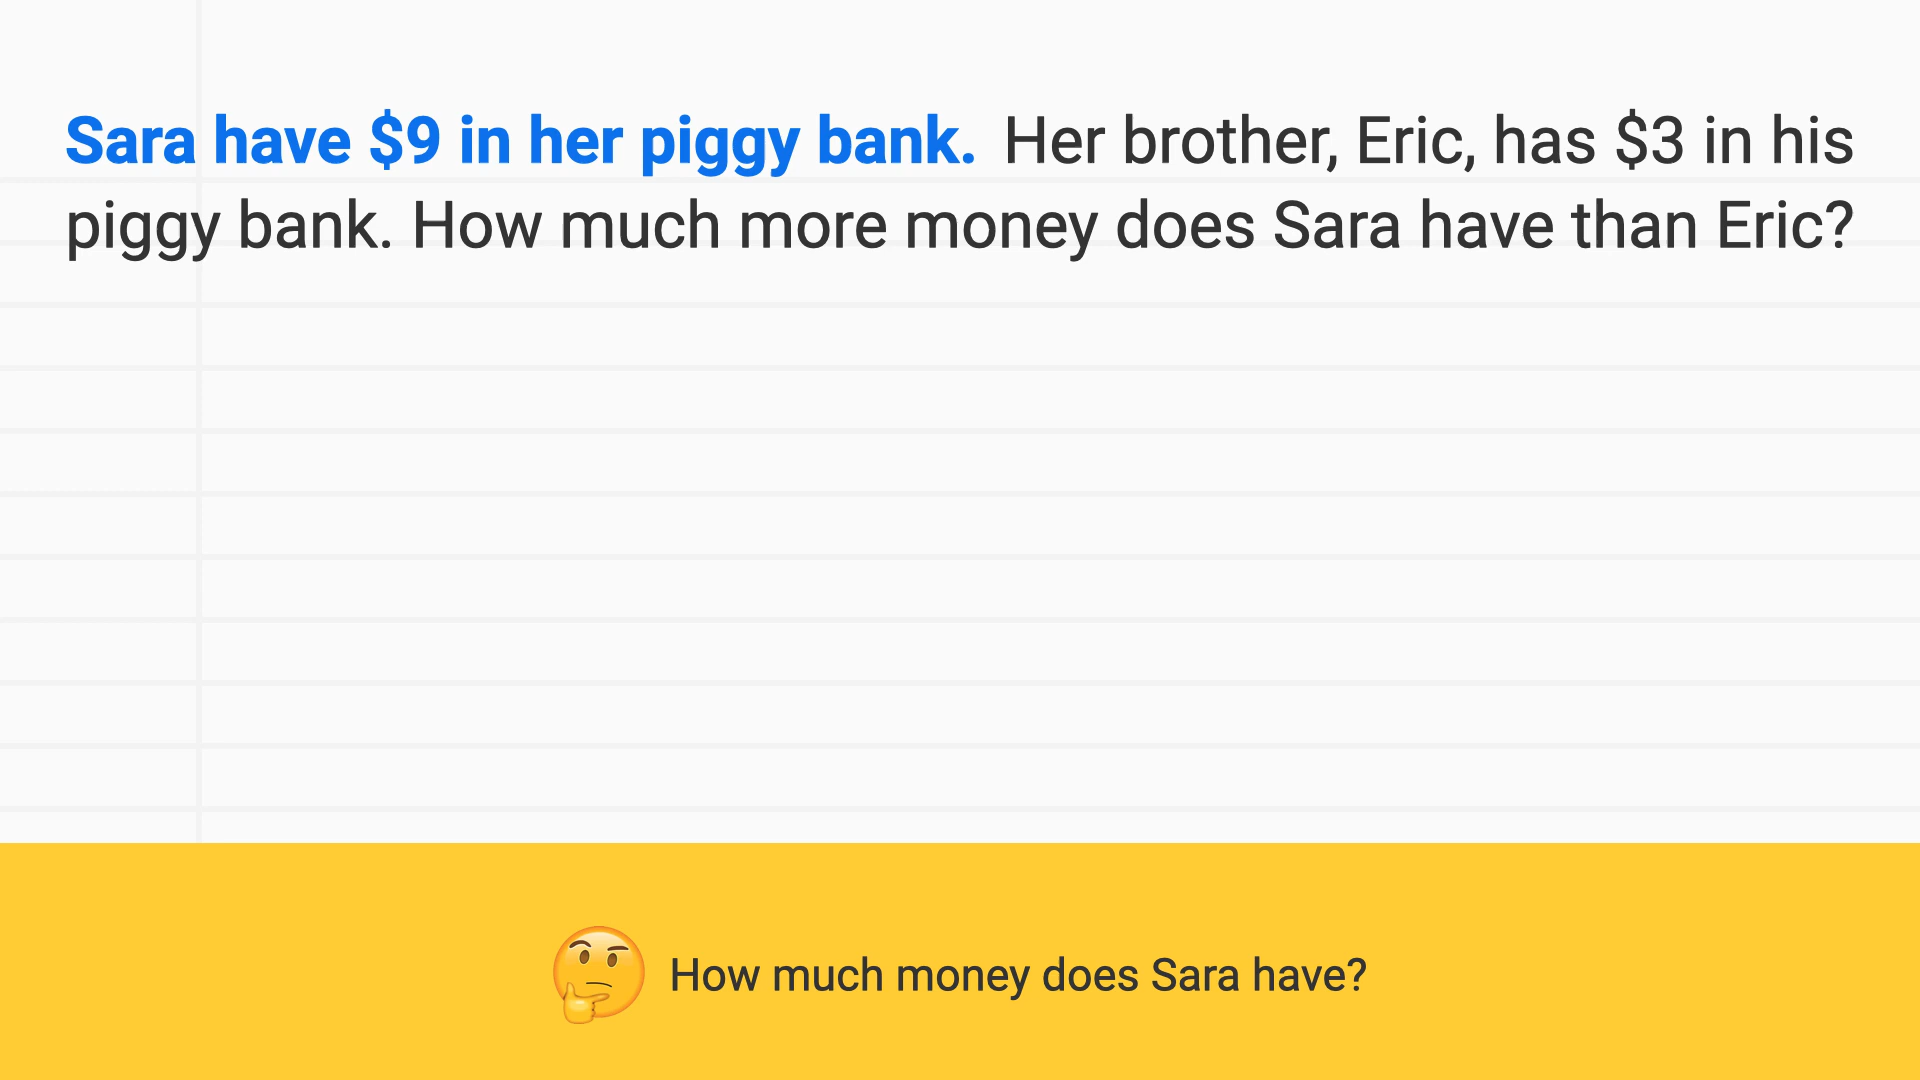 Sara have $9 in her piggy bank. Her brother, Eric, has $3 in his
piggy bank. How much more money does Sara have than Eric?
How much money does Sara have?